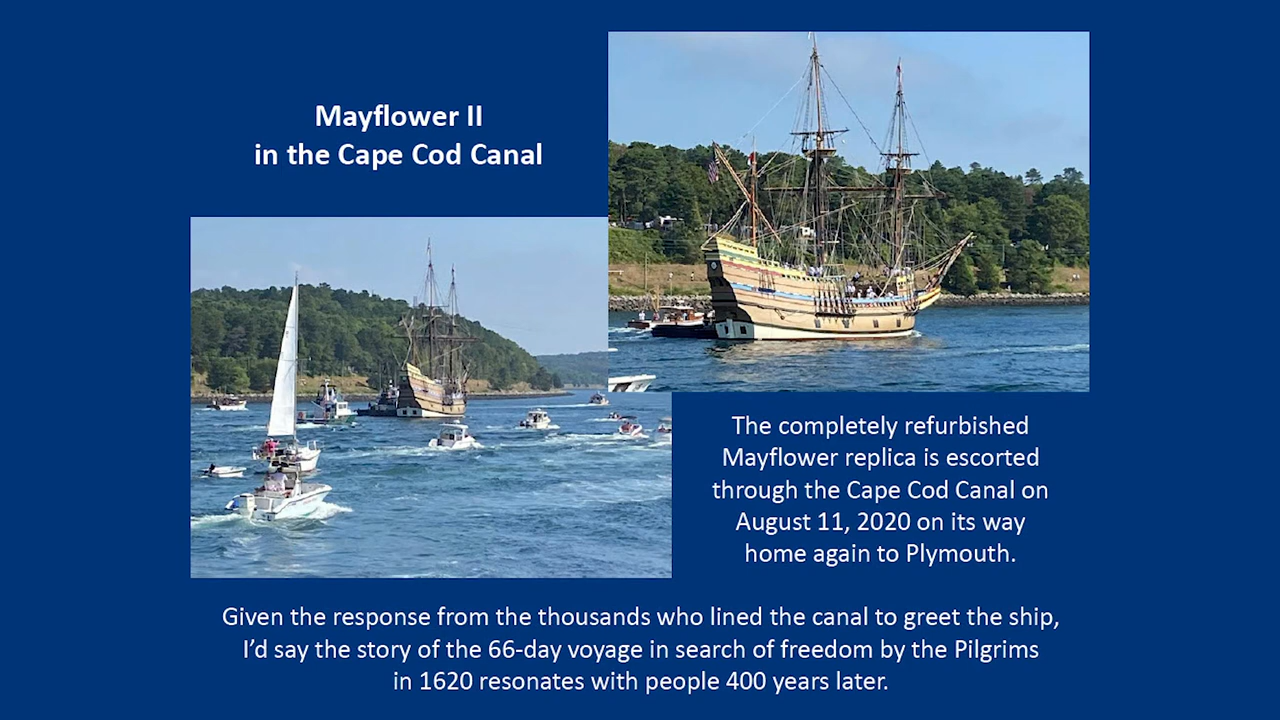 Mayflower II
in the Cape Cod Canal
The completely refurbished
Mayflower replica is escorted
through the Cape Cod Canal on
August 11, 2020 on its way
home again to Plymouth.
Given the response from the thousands who lined the canal to greet the ship,
I’d say the story of the 66-day voyage in search of freedom by the Pilgrims
in 1620 resonates with people 400 years later.